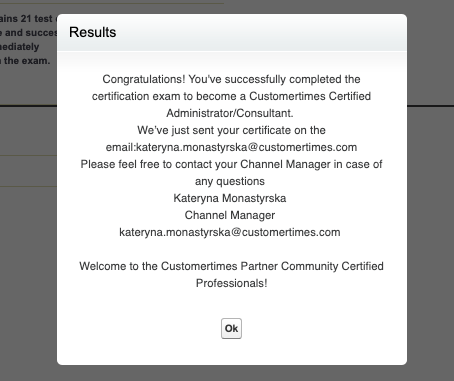 ains 21 test
e and succes
nediately
n the exam.
Results
Congratulations! You've successfully completed the
certification exam to become a Customertimes Certified
Administrator/Consultant.
We've just sent your certificate on the
email:kateryna.monastyrska@customertimes.com
Please feel free to contact your Channel Manager in case of
any questions
Kateryna Monastyrska
Channel Manager
kateryna.monastyrska@customertimes.com
Welcome to the Customertimes Partner Community Certified
Professionals!
Ok